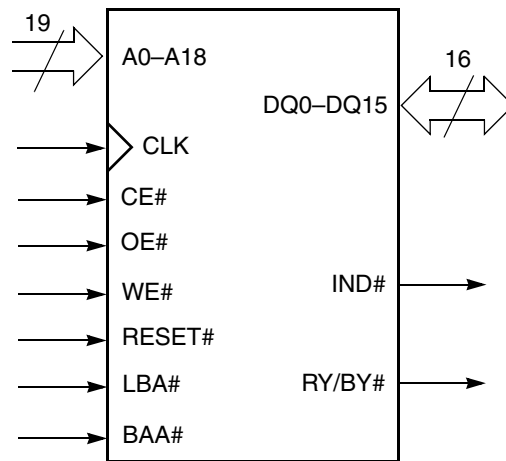 19
A0–A18
16
DQ0–DQ15
CLK
CE#
OE#
WE#
IND#
RESET#
LBA#
RY/BY#
BAA#